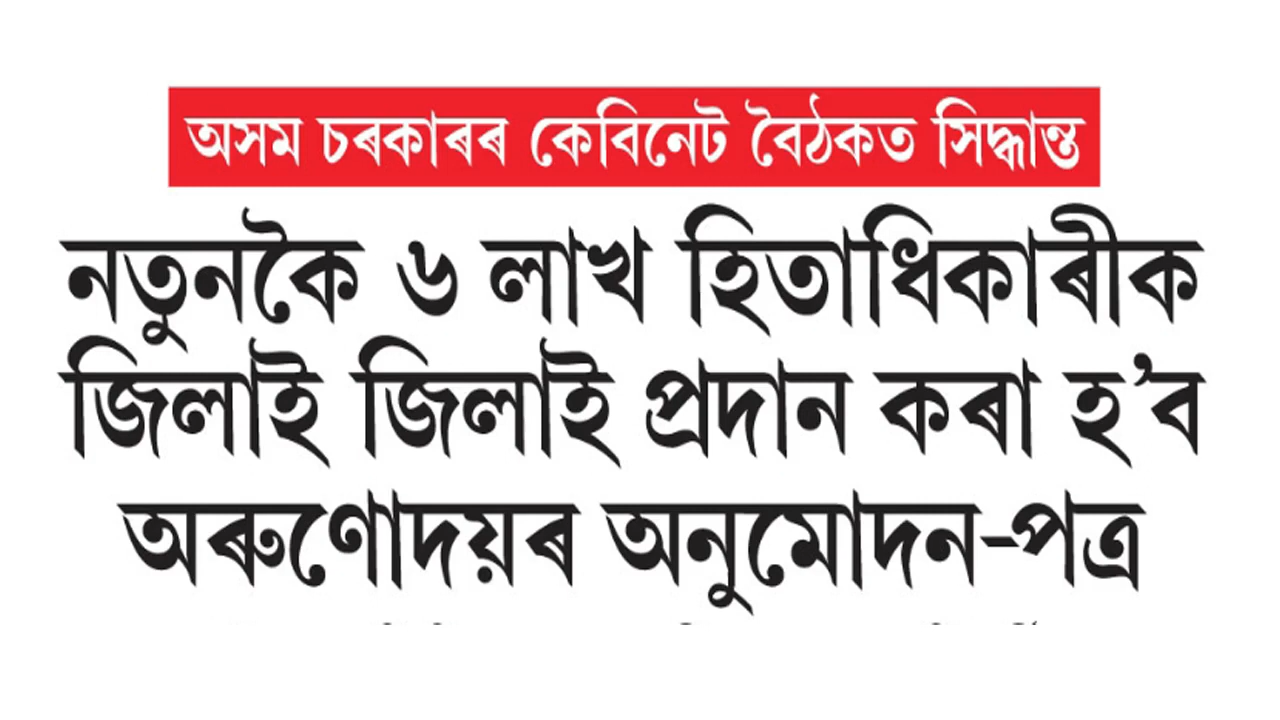 অসম চৰকাৰৰ কেবিনেট বৈঠকত সিদ্ধান্ত
নতুনকৈ ৬ লাখ হিতাধিকাৰীক
জিলাই জিলাই প্ৰদান কৰা হ'ব
অৰুণোদয়ৰ অনুমোদন-পত্ৰ